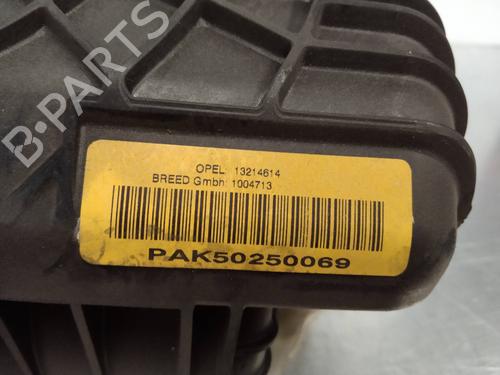 B-PARTS
OPEL: 13214614
BREED Gmbh: 1004713
PAK50250069